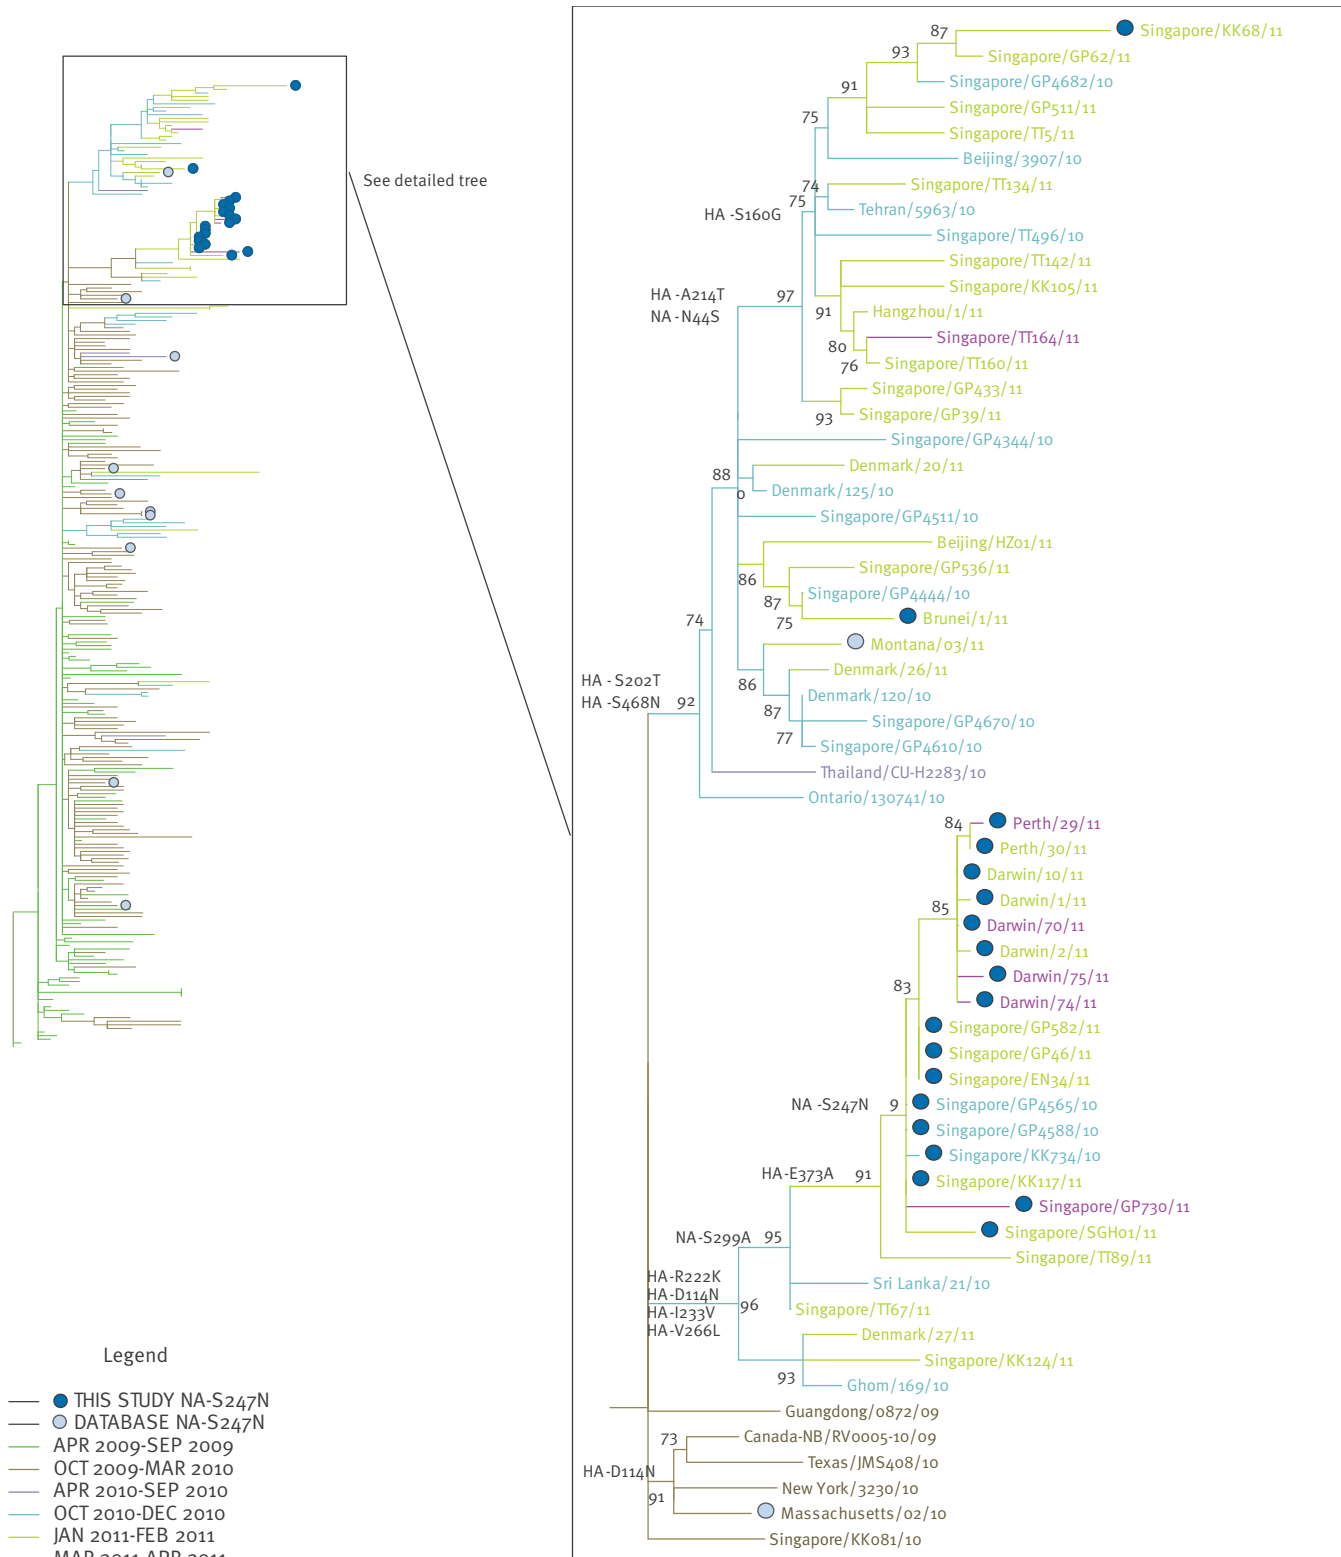 See detailed tree
87
Singapore/KK68/11
93
Singapore/GP62/11
Singapore/GP4682/10
91
Singapore/GP511/11
75
Singapore/TT5/11
Beijing/3907/10
74
Singapore/TT134/11
75
HA -S160G
Tehran/5963/10
Singapore/TT496/10
Singapore/TT142/11
HA -A214T
NA -N44S
97
Singapore/KK105/11
91
Hangzhou/1/11
80
Singapore/TT164/11
76
Singapore/TT160/11
Singapore/GP433/11
93
Singapore/GP39/11
Singapore/GP4344/10
88
Denmark/20/11
0
Denmark/125/10
Singapore/GP4511/10
Beijing/HZ01/11
86
Singapore/GP536/11
87
Singapore/GP4444/10
75
Brunei/1/11
74
Montana/03/11
Denmark/26/11
86
HA - S202T
HA -S468N
92
Denmark/120/10
87
Singapore/GP4670/10
77
Singapore/GP4610/10
Thailand/CU-H2283/10
Ontario/130741/10
84
Perth/29/11
Perth/30/11
Darwin/10/11
85
Darwin/1/11
Darwin/70/11
Darwin/2/11
83
Darwin/75/11
Darwin/74/11
Singapore/GP582/11
Singapore/GP46/11
Singapore/EN34/11
NA -S247N
9
Singapore/GP4565/10
Singapore/GP4588/10
Singapore/KK734/10
HA-E373A
91
Singapore/KK117/11
Singapore/GP730/11
NA-S299A
95
Singapore/SGH01/11
Singapore/TT89/11
HA-R222K
HA-D114N
HA-I233V
HA-V266L
96
Sri Lanka/21/10
Singapore/TT67/11
Denmark/27/11
Singapore/KK124/11
93
Ghom/169/10
Guangdong/0872/09
73
Canada-NB/RV0005-10/09
Texas/JMS408/10
HA-D114N
91
New York/3230/10
Massachusetts/02/10
Singapore/KK081/10
Legend
THIS STUDY NA-S247N
DATABASE NA-S247N
APR 2009-SEP 2009
OCT 2009-MAR 2010
APR 2010-SEP 2010
OCT 2010-DEC 2010
JAN 2011-FEB 2011
MAR 2011-APR 2011